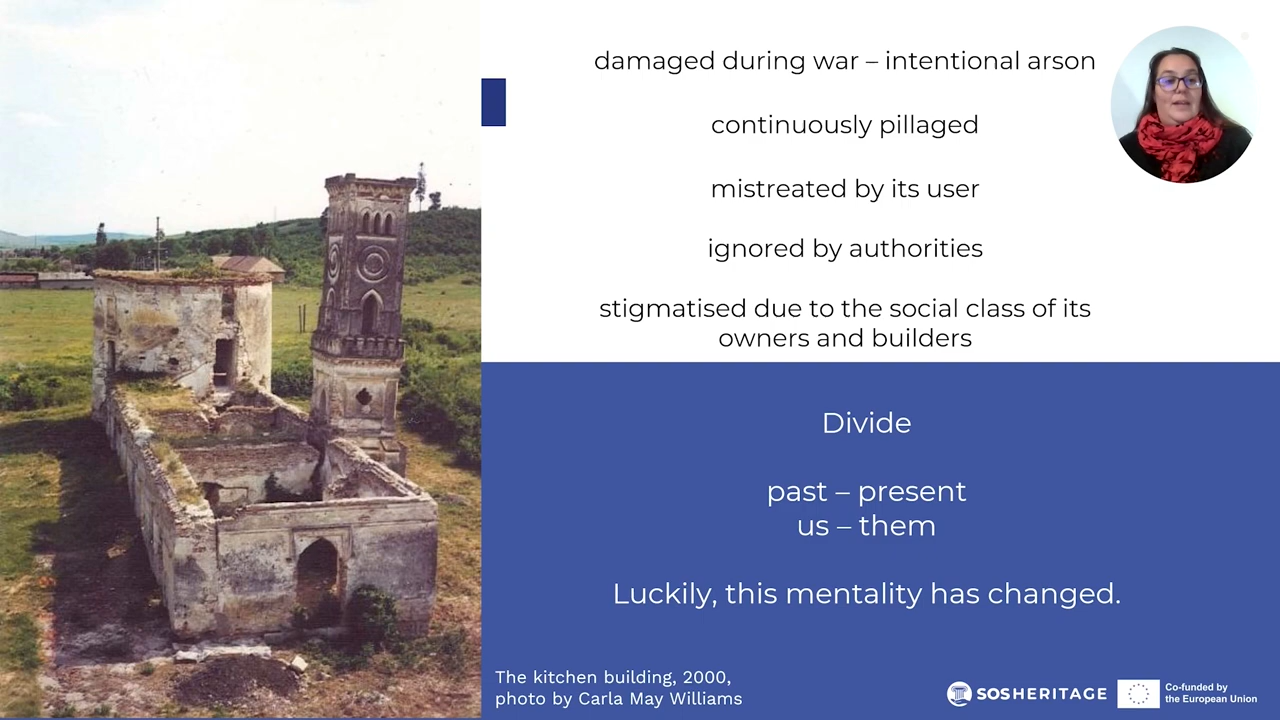 damaged during war – intentional arson
continuously pillaged
mistreated by its user
ignored by authorities
stigmatised due to the social class of its
owners and builders
Divide
past – present
us – them
Luckily, this mentality has changed.
The kitchen building, 2000,
photo by Carla May Williams
SOSHERITAGE
Co-funded by
the European Union